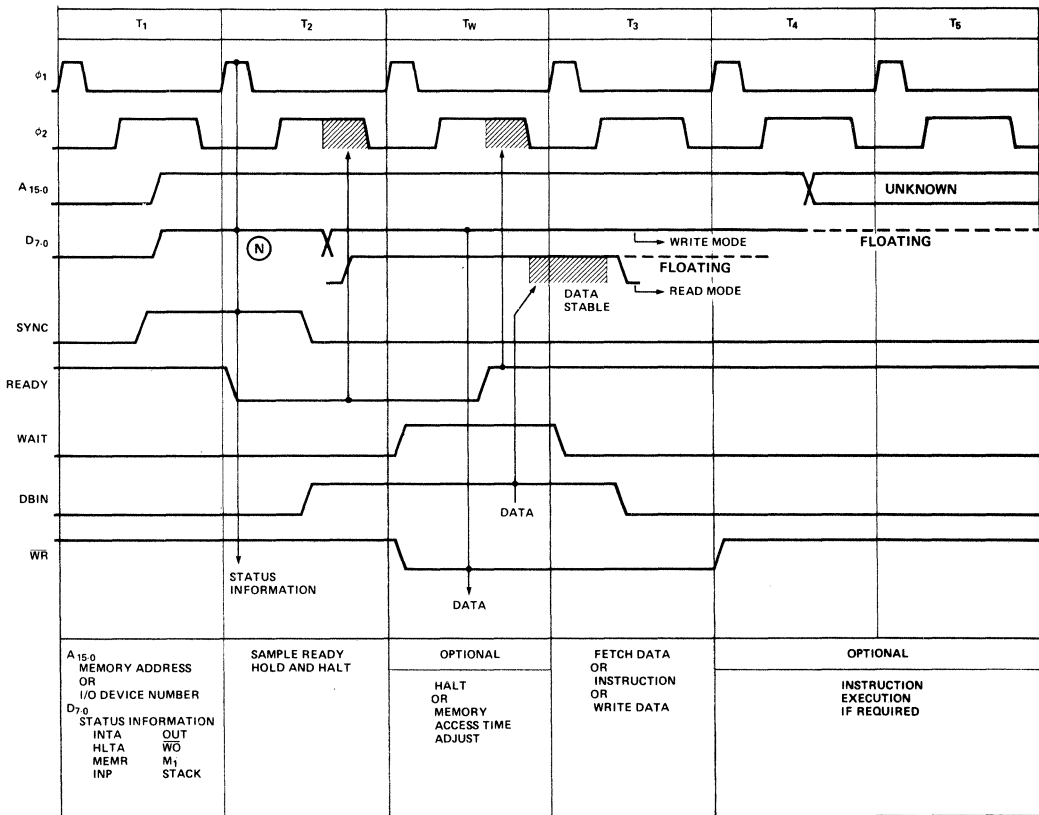 T1 T2 TW T3 T4 T5
ϕ1
ϕ2
A15-0
UNKNOWN
D7-0
N
WRITE MODE
FLOATING
FLOATING
READ MODE
DATA
STABLE
SYNC
READY
WAIT
DBIN
DATA
W̅R̅
STATUS
INFORMATION
DATA
A15-0
MEMORY ADDRESS
OR
I/O DEVICE NUMBER
D7-0
STATUS INFORMATION
INTA OUT
HLTA W̅O̅
MEMR M1
INP STACK
SAMPLE READY
HOLD AND HALT
OPTIONAL
HALT
OR
MEMORY
ACCESS TIME
ADJUST
FETCH DATA
OR
INSTRUCTION
OR
WRITE DATA
OPTIONAL
INSTRUCTION
EXECUTION
IF REQUIRED